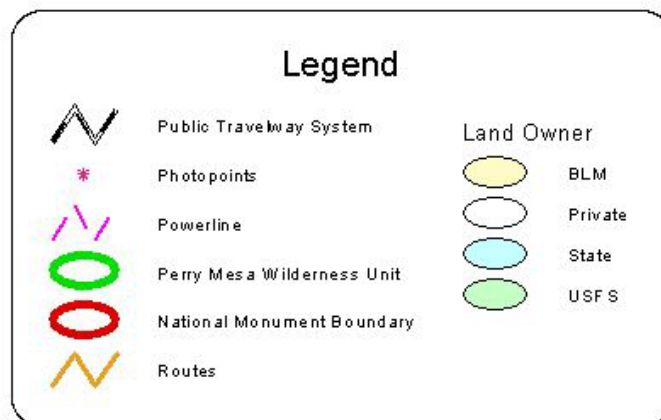 Legend
Public Travelway System
Photopoints
Powerline
Perry Mesa Wilderness Unit
National Monument Boundary
Routes
Land Owner
BLM
Private
State
USFS